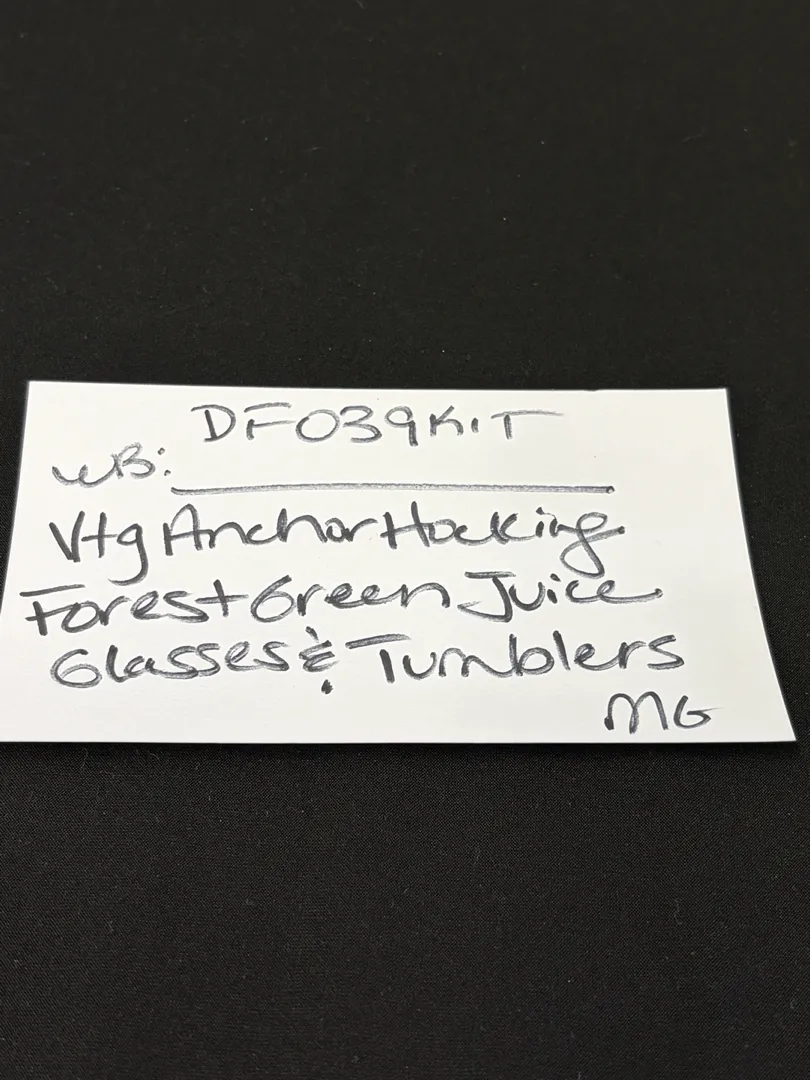 DF039KIT
WB:
Vtg Anchor Hocking
Forest Green Juice
Glasses & Tumblers
MG